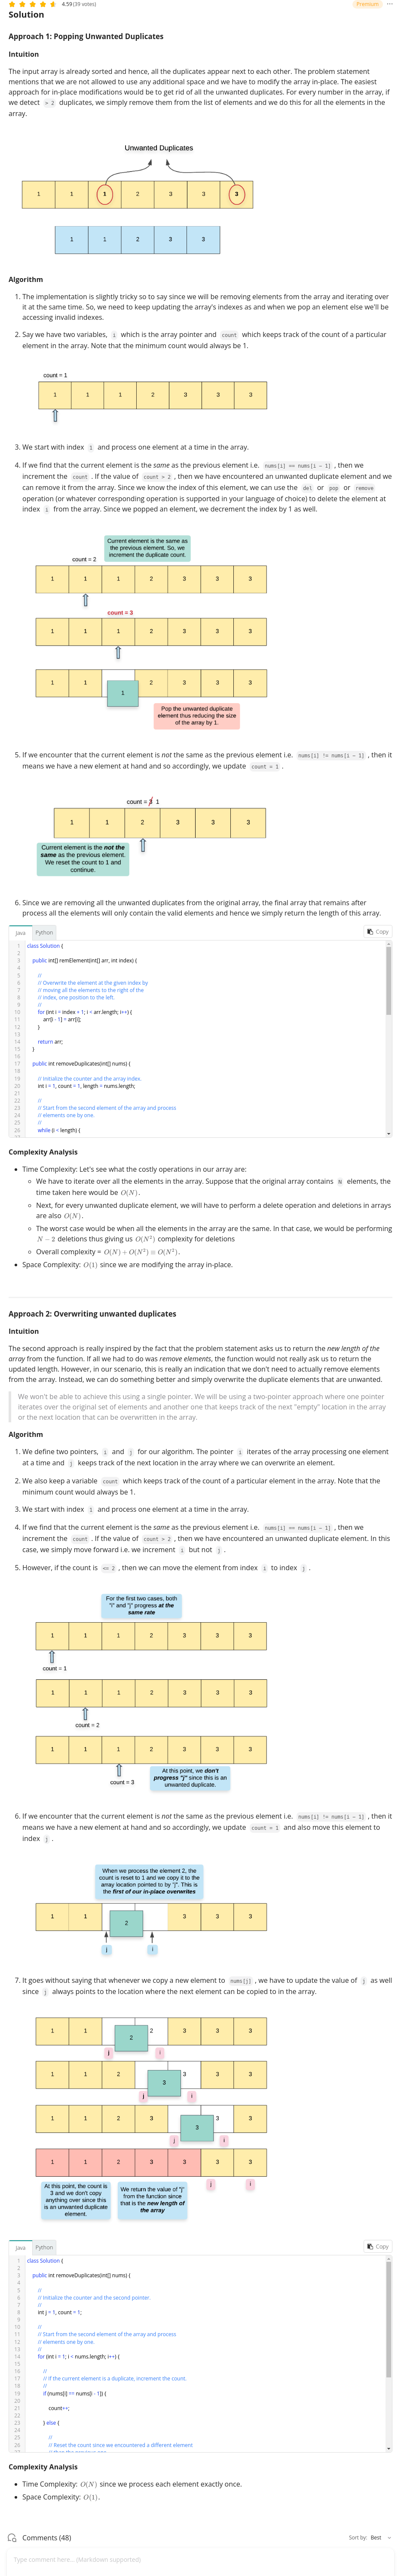 4.59 (39 votes)
Premium
Solution
Approach 1: Popping Unwanted Duplicates
Intuition
The input array is already sorted and hence, all the duplicates appear next to each other. The problem statement
mentions that we are not allowed to use any additional space and we have to modify the array in-place. The easiest
approach for in-place modifications would be to get rid of all the unwanted duplicates. For every number in the array, if
we detect > 2 duplicates, we simply remove them from the list of elements and we do this for all the elements in the
array.
Unwanted Duplicates
1 1 1 2 3 3 3
1 1 2 3 3
Algorithm
1. The implementation is slightly tricky so to say since we will be removing elements from the array and iterating over
it at the same time. So, we need to keep updating the array's indexes as and when we pop an element else we'll be
accessing invalid indexes.
2. Say we have two variables, i which is the array pointer and count which keeps track of the count of a particular
element in the array. Note that the minimum count would always be 1.
count = 1
1 1 1 2 3 3 3
3. We start with index 1 and process one element at a time in the array.
4. If we find that the current element is the same as the previous element i.e. nums[i] == nums[i - 1] , then we
increment the count . If the value of count > 2 , then we have encountered an unwanted duplicate element and we
can remove it from the array. Since we know the index of this element, we can use the del or pop or remove
operation (or whatever corresponding operation is supported in your language of choice) to delete the element at
index i from the array. Since we popped an element, we decrement the index by 1 as well.
Current element is the same as
the previous element. So, we
increment the duplicate count.
count = 2
1 1 1 2 3 3 3
count = 3
1 1 1 2 3 3 3
1 1 2 3 3 3
1
Pop the unwanted duplicate
element thus reducing the size
of the array by 1.
5. If we encounter that the current element is not the same as the previous element i.e. nums[i] != nums[i - 1] , then it
means we have a new element at hand and so accordingly, we update count = 1 .
count = 3 1
1 1 2 3 3 3
Current element is the not the
same as the previous element.
We reset the count to 1 and
continue.
6. Since we are removing all the unwanted duplicates from the original array, the final array that remains after
process all the elements will only contain the valid elements and hence we simply return the length of this array.
Java Python Copy
1 class Solution {
2
3 public int[] remElement(int[] arr, int index) {
4
5 //
6 // Overwrite the element at the given index by
7 // moving all the elements to the right of the
8 // index, one position to the left.
9 //
10 for (int i = index + 1; i < arr.length; i++) {
11 arr[i - 1] = arr[i];
12 }
13
14 return arr;
15 }
16
17 public int removeDuplicates(int[] nums) {
18
19 // Initialize the counter and the array index.
20 int i = 1, count = 1, length = nums.length;
21
22 //
23 // Start from the second element of the array and process
24 // elements one by one.
25 //
26 while (i < length) {
Complexity Analysis
• Time Complexity: Let's see what the costly operations in our array are:
◦ We have to iterate over all the elements in the array. Suppose that the original array contains N elements, the
time taken here would be O(N).
◦ Next, for every unwanted duplicate element, we will have to perform a delete operation and deletions in arrays
are also O(N).
◦ The worst case would be when all the elements in the array are the same. In that case, we would be performing
N − 2 deletions thus giving us O(N²) complexity for deletions
◦ Overall complexity = O(N) + O(N²) ≡ O(N²).
• Space Complexity: O(1) since we are modifying the array in-place.
Approach 2: Overwriting unwanted duplicates
Intuition
The second approach is really inspired by the fact that the problem statement asks us to return the new length of the
array from the function. If all we had to do was remove elements, the function would not really ask us to return the
updated length. However, in our scenario, this is really an indication that we don't need to actually remove elements
from the array. Instead, we can do something better and simply overwrite the duplicate elements that are unwanted.
We won't be able to achieve this using a single pointer. We will be using a two-pointer approach where one pointer
iterates over the original set of elements and another one that keeps track of the next "empty" location in the array
or the next location that can be overwritten in the array.
Algorithm
1. We define two pointers, i and j for our algorithm. The pointer i iterates of the array processing one element
at a time and j keeps track of the next location in the array where we can overwrite an element.
2. We also keep a variable count which keeps track of the count of a particular element in the array. Note that the
minimum count would always be 1.
3. We start with index 1 and process one element at a time in the array.
4. If we find that the current element is the same as the previous element i.e. nums[i] == nums[i - 1] , then we
increment the count . If the value of count > 2 , then we have encountered an unwanted duplicate element. In this
case, we simply move forward i.e. we increment i but not j .
5. However, if the count is <= 2 , then we can move the element from index i to index j .
For the first two cases, both
"i" and "j" progress at the
same rate
1 1 1 2 3 3 3
count = 1
1 1 1 2 3 3 3
count = 2
1 1 1 2 3 3 3
count = 3
At this point, we don't
progress "j" since this is an
unwanted duplicate.
6. If we encounter that the current element is not the same as the previous element i.e. nums[i] != nums[i - 1] , then it
means we have a new element at hand and so accordingly, we update count = 1 and also move this element to
index j .
When we process the element 2, the
count is reset to 1 and we copy it to the
array location pointed to by "j". This is
the first of our in-place overwrites
1 1 2 3 3 3
j i
7. It goes without saying that whenever we copy a new element to nums[j] , we have to update the value of j as well
since j always points to the location where the next element can be copied to in the array.
1 1 2 2 3 3 3
j i
1 1 2 3 3 3 3
j i
1 1 2 3 3 3 3
j i
1 1 2 3 3 3 3
j i
At this point, the count is
3 and we don't copy
anything over since this
is an unwanted duplicate
element.
We return the value of "j"
from the function since
that is the new length of
the array
Java Python Copy
1 class Solution {
2
3 public int removeDuplicates(int[] nums) {
4
5 //
6 // Initialize the counter and the second pointer.
7 //
8 int j = 1, count = 1;
9
10 //
11 // Start from the second element of the array and process
12 // elements one by one.
13 //
14 for (int i = 1; i < nums.length; i++) {
15
16 //
17 // If the current element is a duplicate, increment the count.
18 //
19 if (nums[i] == nums[i - 1]) {
20
21 count++;
22
23 } else {
24
25 //
26 // Reset the count since we encountered a different element
Complexity Analysis
• Time Complexity: O(N) since we process each element exactly once.
• Space Complexity: O(1).
Comments (48)
Sort by: Best
Type comment here... (Markdown supported)